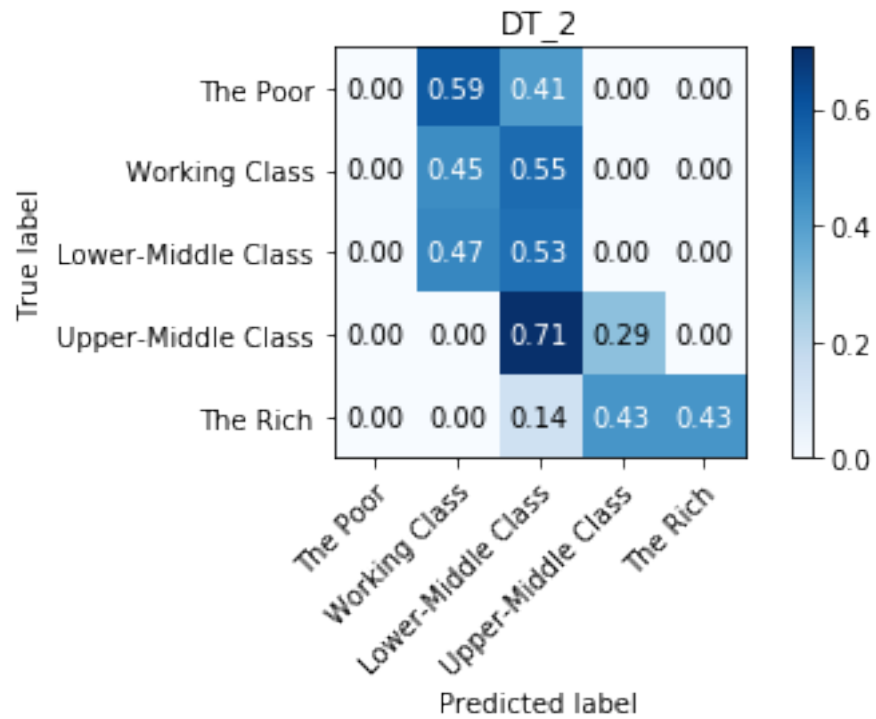 DT_2
The Poor 0.00 0.59 0.41 0.00 0.00
Working Class 0.00 0.45 0.55 0.00 0.00
Lower-Middle Class 0.00 0.47 0.53 0.00 0.00
Upper-Middle Class 0.00 0.00 0.71 0.29 0.00
The Rich 0.00 0.00 0.14 0.43 0.43
True label
The Poor
Working Class
Lower-Middle Class
Upper-Middle Class
The Rich
Predicted label
0.6
0.4
0.2
0.0